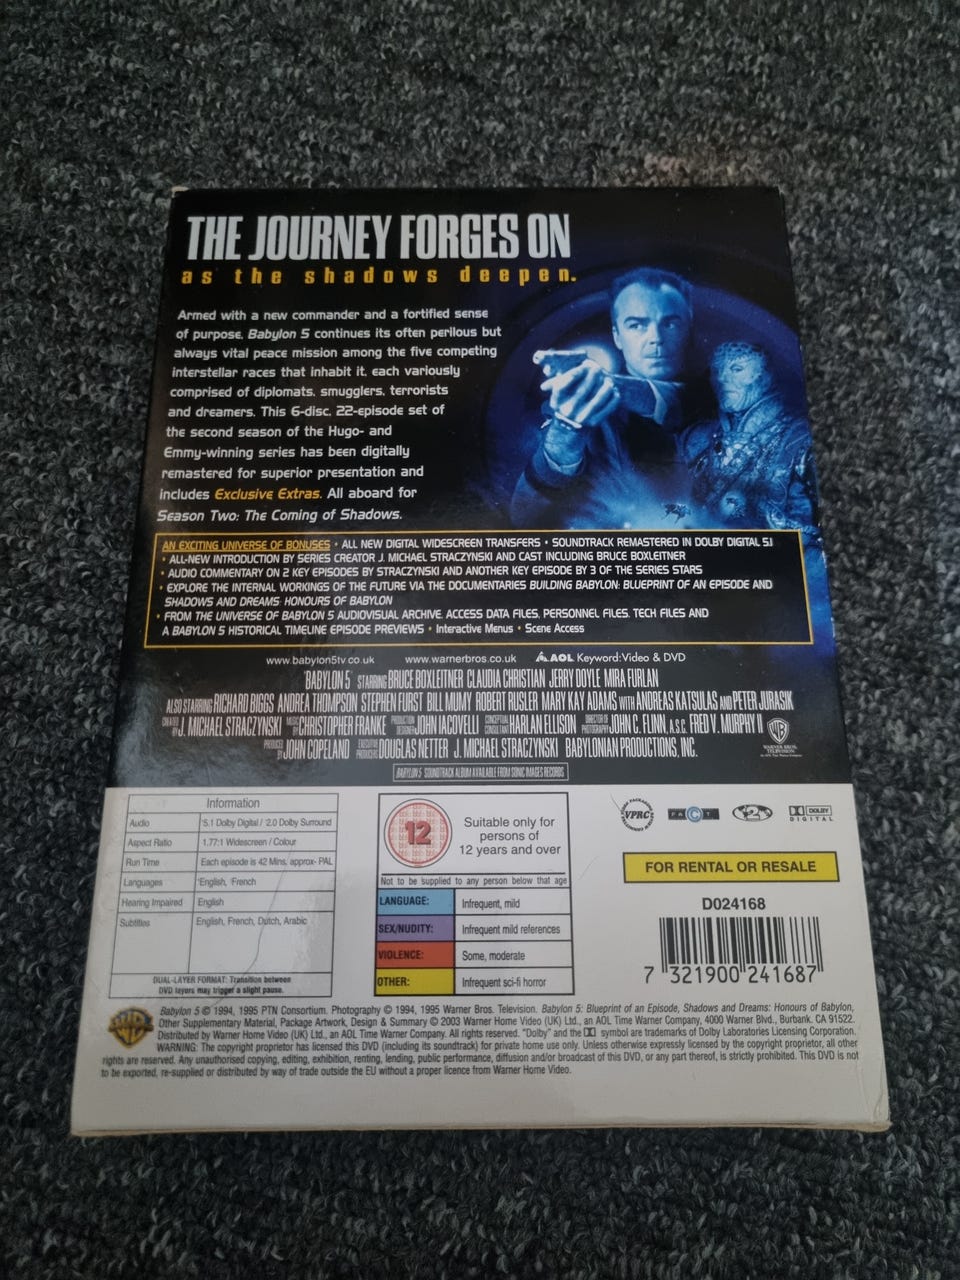 THE JOURNEY FORGES ON
as the shadows deepen.
Armed with a new commander and a fortified sense
of purpose, Babylon 5 continues its often perilous but
always vital peace mission among the five competing
interstellar races that inhabit it, each variously
comprised of diplomats, smugglers, terrorists
and dreamers. This 6-disc, 22-episode set of
the second season of the Hugo- and
Emmy-winning series has been digitally
remastered for superior presentation and
includes Exclusive Extras. All aboard for
Season Two: The Coming of Shadows.
AN EXCITING UNIVERSE OF BONUSES • ALL NEW DIGITAL WIDESCREEN TRANSFERS • SOUNDTRACK REMASTERED IN DOLBY DIGITAL 5.1
• ALL-NEW INTRODUCTION BY SERIES CREATOR J. MICHAEL STRACZYNSKI AND CAST INCLUDING BRUCE BOXLEITNER
• AUDIO COMMENTARY ON 2 KEY EPISODES BY STRACZYNSKI AND ANOTHER KEY EPISODE BY 3 OF THE SERIES STARS
• EXPLORE THE INTERNAL WORKINGS OF THE FUTURE VIA THE DOCUMENTARIES BUILDING BABYLON: BLUEPRINT OF AN EPISODE AND
SHADOWS AND DREAMS: HONOURS OF BABYLON
• FROM THE UNIVERSE OF BABYLON 5 AUDIOVISUAL ARCHIVE. ACCESS DATA FILES, PERSONNEL FILES, TECH FILES AND
A BABYLON 5 HISTORICAL TIMELINE EPISODE PREVIEWS • Interactive Menus • Scene Access
www.babylon5tv.co.uk www.warnerbros.co.uk AOL Keyword: Video & DVD
"BABYLON 5" STARRING BRUCE BOXLEITNER CLAUDIA CHRISTIAN JERRY DOYLE MIRA FURLAN
ALSO STARRING RICHARD BIGGS ANDREA THOMPSON STEPHEN FURST BILL MUMY ROBERT RUSLER MARY KAY ADAMS WITH ANDREAS KATSULAS AND PETER JURASIK
CREATED BY J. MICHAEL STRACZYNSKI MUSIC BY CHRISTOPHER FRANKE PRODUCTION DESIGNER JOHN IACOVELLI CONCEPTUAL CONSULTANT HARLAN ELLISON DIRECTOR OF PHOTOGRAPHY JOHN C. FLINN, A.S.C. FRED V. MURPHY II
PRODUCED BY JOHN COPELAND EXECUTIVE PRODUCERS DOUGLAS NETTER J. MICHAEL STRACZYNSKI BABYLONIAN PRODUCTIONS, INC.
WARNER BROS. TELEVISION
BABYLON 5 SOUNDTRACK ALBUM AVAILABLE FROM SONIC IMAGES RECORDS
Information
Audio 5.1 Dolby Digital / 2.0 Dolby Surround
Aspect Ratio 1.77:1 Widescreen / Colour
Run Time Each episode is 42 Mins, approx- PAL
Languages English, French
Hearing Impaired English
Subtitles English, French, Dutch, Arabic
DUAL-LAYER FORMAT: Transition between
DVD layers may trigger a slight pause.
12
Suitable only for
persons of
12 years and over
Not to be supplied to any person below that age
LANGUAGE: Infrequent, mild
SEX/NUDITY: Infrequent mild references
VIOLENCE: Some, moderate
OTHER: Infrequent sci-fi horror
VPRC FACT 2 DOLBY DIGITAL
FOR RENTAL OR RESALE
D024168
7 321900 241687
Babylon 5 © 1994, 1995 PTN Consortium. Photography © 1994, 1995 Warner Bros. Television. Babylon 5: Blueprint of an Episode, Shadows and Dreams: Honours of Babylon,
Other Supplementary Material, Package Artwork, Design & Summary © 2003 Warner Home Video (UK) Ltd., an AOL Time Warner Company, 4000 Warner Blvd., Burbank, CA 91522.
Distributed by Warner Home Video (UK) Ltd., an AOL Time Warner Company. All rights reserved. "Dolby" and the DD symbol are trademarks of Dolby Laboratories Licensing Corporation.
WARNING: The copyright proprietor has licensed this DVD (including its soundtrack) for private home use only. Unless otherwise expressly licensed by the copyright proprietor, all other
rights are reserved. Any unauthorised copying, editing, exhibition, renting, lending, public performance, diffusion and/or broadcast of this DVD, or any part thereof, is strictly prohibited. This DVD is not
to be exported, re-supplied or distributed by way of trade outside the EU without a proper licence from Warner Home Video.